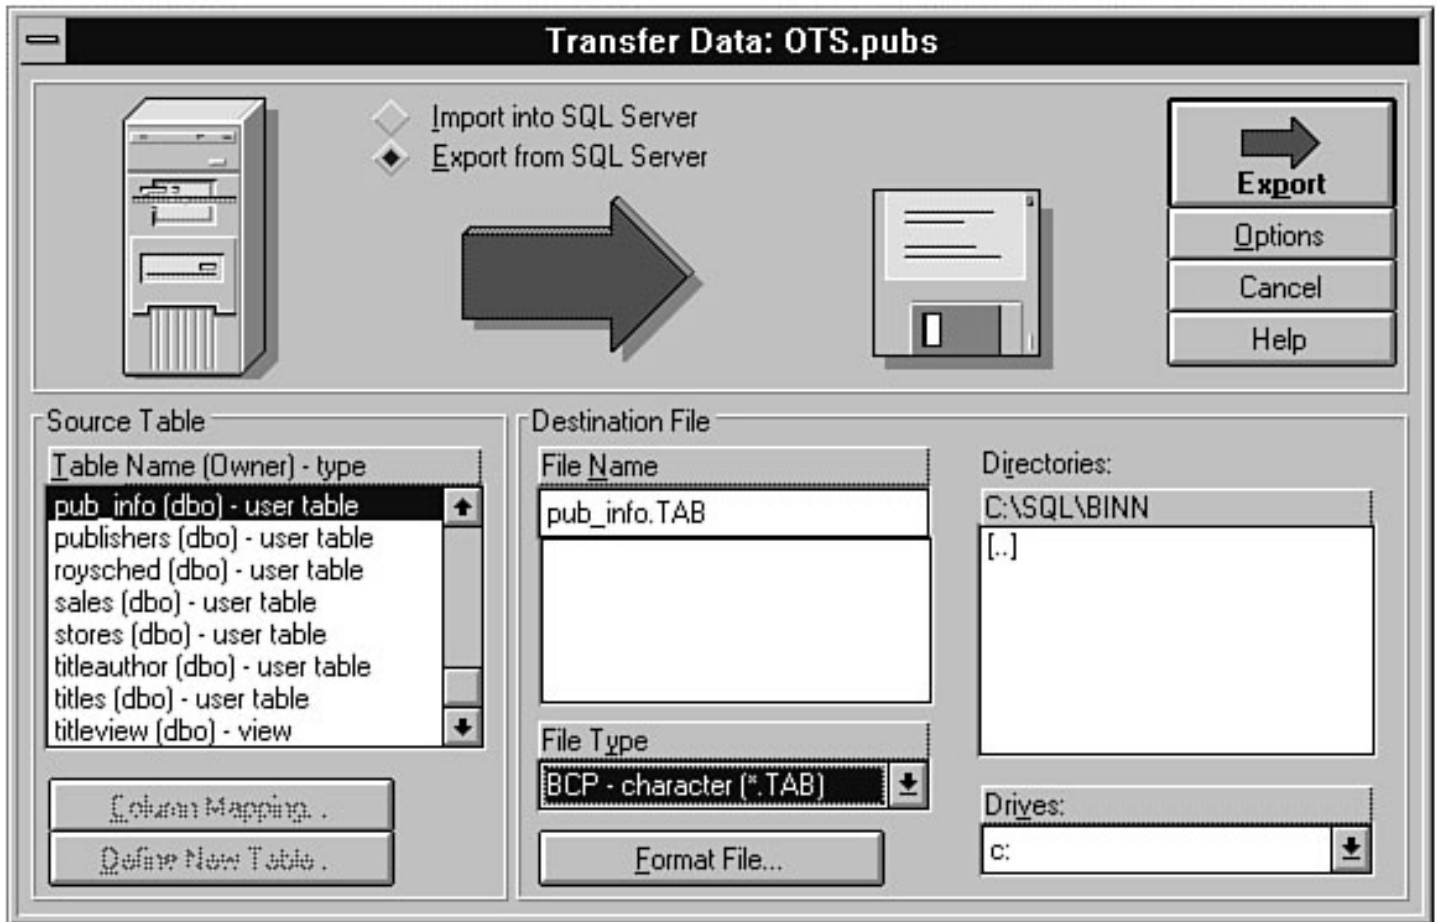 Transfer Data: OTS.pubs
Import into SQL Server
Export from SQL Server
Export
Options
Cancel
Help
Source Table
Table Name (Owner) - type
pub_info (dbo) - user table
publishers (dbo) - user table
roysched (dbo) - user table
sales (dbo) - user table
stores (dbo) - user table
titleauthor (dbo) - user table
titles (dbo) - user table
titleview (dbo) - view
Column Mapping. .
Define New Table .
Destination File
File Name
pub_info.TAB
File Type
BCP - character (*.TAB)
Format File...
Directories:
C:\SQL\BINN
[..]
Drives:
c: